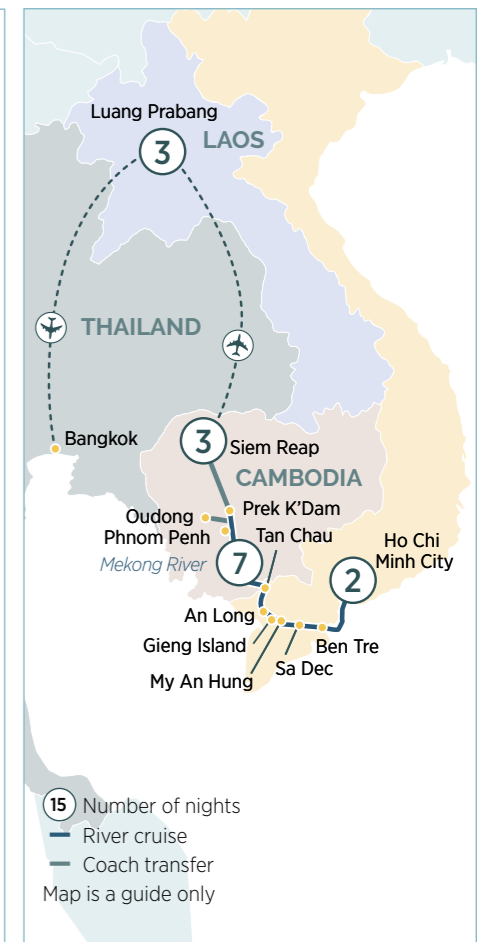 Luang Prabang
LAOS
3
THAILAND
Bangkok
3
Siem Reap
CAMBODIA
Oudong
Prek K'Dam
Phnom Penh
Tan Chau
Mekong River
7
Ho Chi
Minh City
2
An Long
Gieng Island
My An Hung
Sa Dec
Ben Tre
15 Number of nights
River cruise
Coach transfer
Map is a guide only